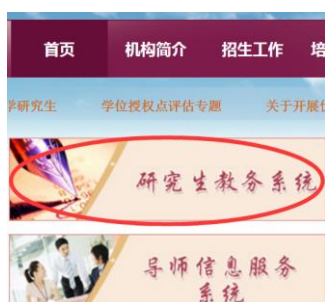 首页 机构简介 招生工作 培
学研究生 学位授权点评估专题 关于开展
研究生教务系统
导师信息服务
系统